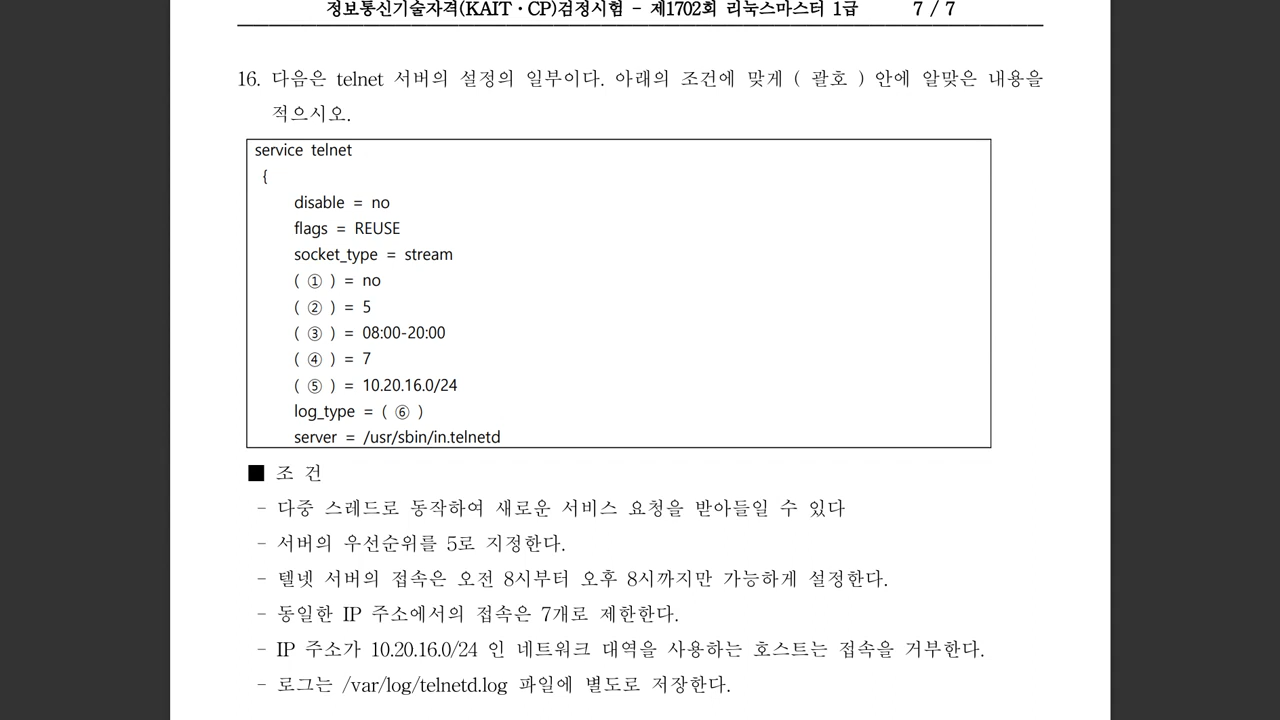 정보통신기술자격(KAIT·CP)검정시험 - 제1702회 리눅스마스터 1급 7 / 7
16. 다음은 telnet 서버의 설정의 일부이다. 아래의 조건에 맞게 ( 괄호 ) 안에 알맞은 내용을
적으시오.
service telnet
{
disable = no
flags = REUSE
socket_type = stream
( ① ) = no
( ② ) = 5
( ③ ) = 08:00-20:00
( ④ ) = 7
( ⑤ ) = 10.20.16.0/24
log_type = ( ⑥ )
server = /usr/sbin/in.telnetd
■ 조 건
- 다중 스레드로 동작하여 새로운 서비스 요청을 받아들일 수 있다
- 서버의 우선순위를 5로 지정한다.
- 텔넷 서버의 접속은 오전 8시부터 오후 8시까지만 가능하게 설정한다.
- 동일한 IP 주소에서의 접속은 7개로 제한한다.
- IP 주소가 10.20.16.0/24 인 네트워크 대역을 사용하는 호스트는 접속을 거부한다.
- 로그는 /var/log/telnetd.log 파일에 별도로 저장한다.